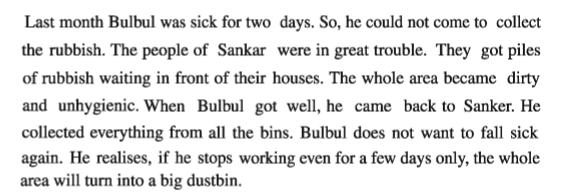 Last month Bulbul was sick for two days. So, he could not come to collect
the rubbish. The people of Sankar were in great trouble. They got piles
of rubbish waiting in front of their houses. The whole area became dirty
and unhygienic. When Bulbul got well, he came back to Sanker. He
collected everything from all the bins. Bulbul does not want to fall sick
again. He realises, if he stops working even for a few days only, the whole
area will turn into a big dustbin.